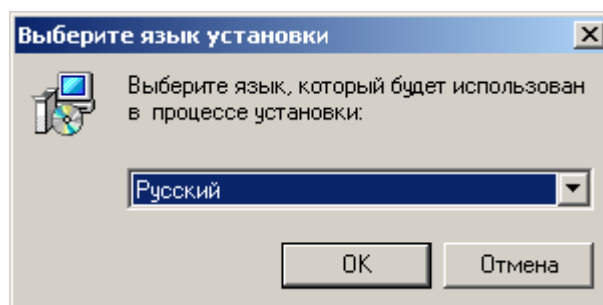 Выберите язык установки
Выберите язык, который будет использован
в процессе установки:
Русский
OK
Отмена